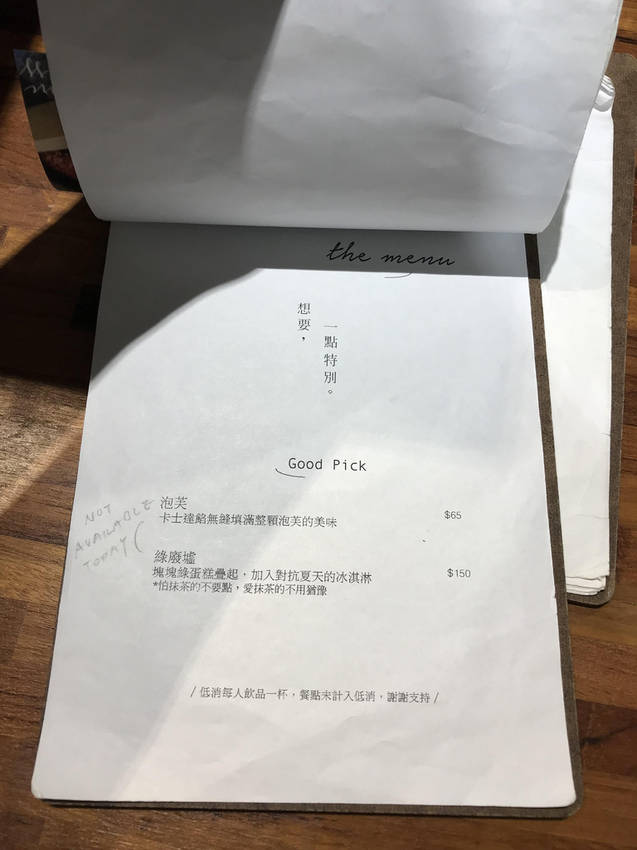 the menu
想要，
一點特別。
Good Pick
泡芙
卡士達餡無縫填滿整顆泡芙的美味 $65
NOT
AVAILABLE
TODAY (
綠廢墟
塊塊綠蛋糕疊起，加入對抗夏天的冰淇淋 $150
*怕抹茶的不要點，愛抹茶的不用猶豫
/ 低消每人飲品一杯，餐點未計入低消，謝謝支持 /